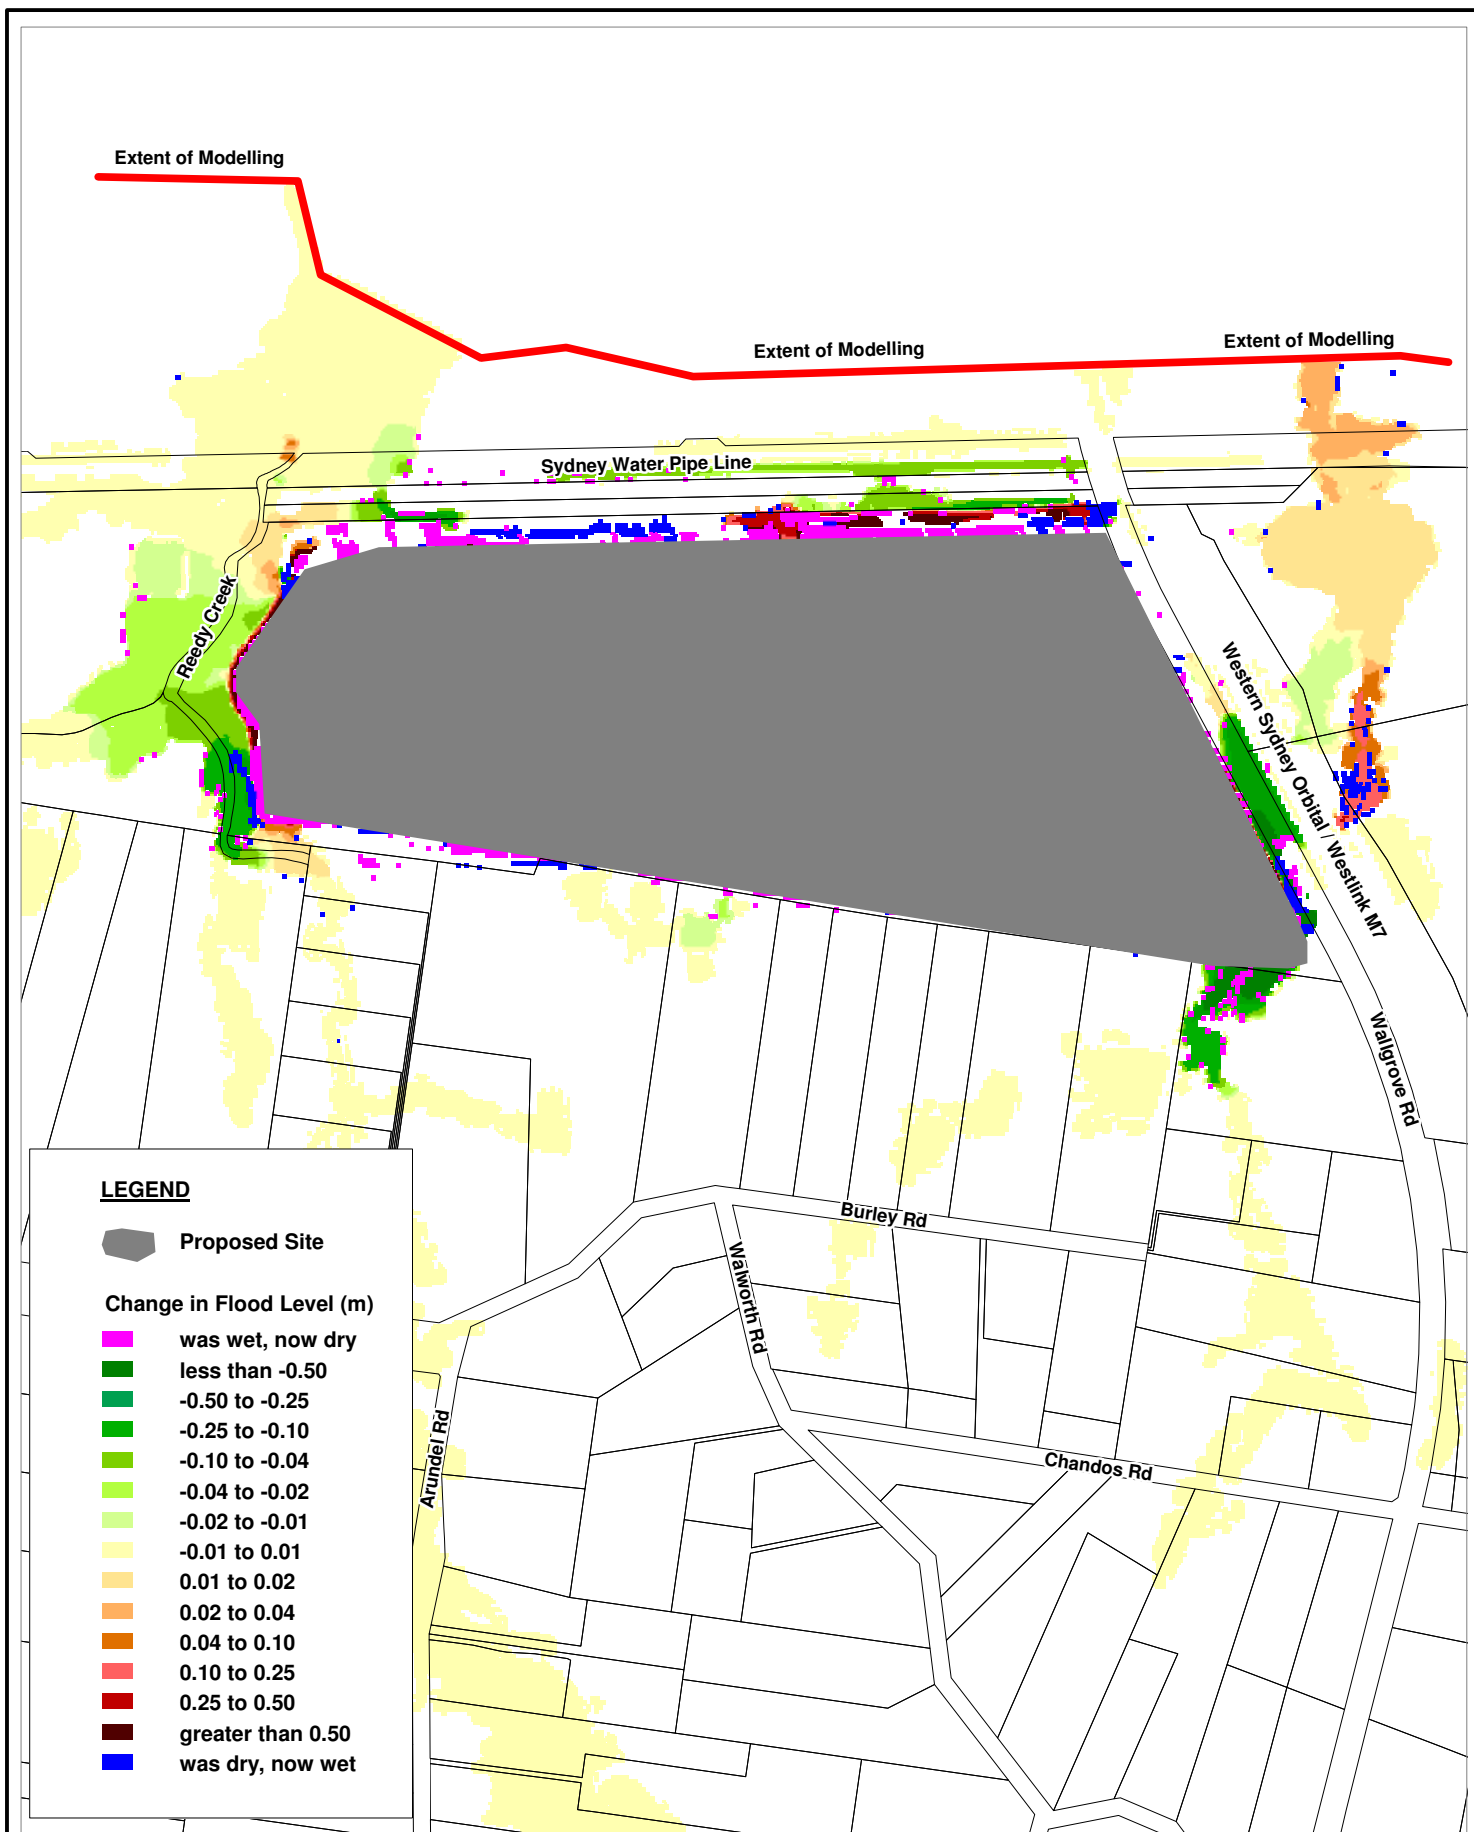 Extent of Modelling
Extent of Modelling
Extent of Modelling
Sydney Water Pipe Line
Reedy Creek
Western Sydney Orbital / Westlink M7
Wallgrove Rd
Burley Rd
Walworth Rd
Arundel Rd
Chandos Rd
LEGEND
Proposed Site
Change in Flood Level (m)
was wet, now dry
less than -0.50
-0.50 to -0.25
-0.25 to -0.10
-0.10 to -0.04
-0.04 to -0.02
-0.02 to -0.01
-0.01 to 0.01
0.01 to 0.02
0.02 to 0.04
0.04 to 0.10
0.10 to 0.25
0.25 to 0.50
greater than 0.50
was dry, now wet